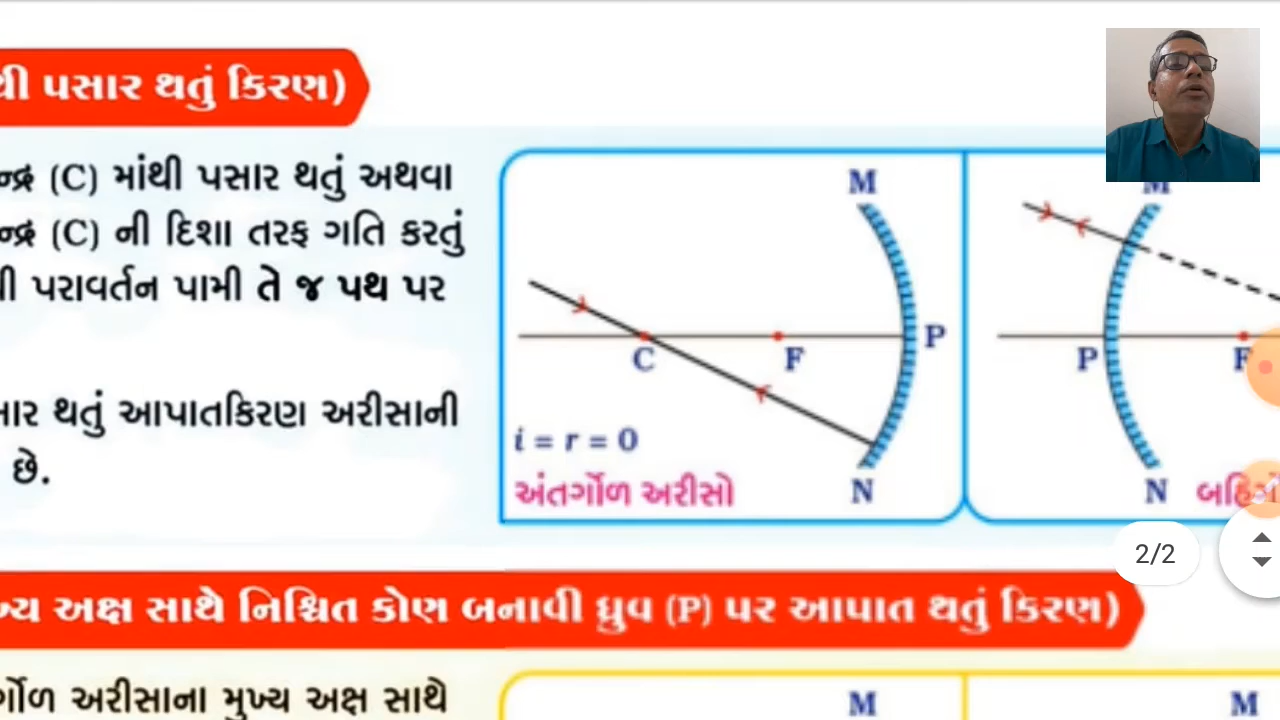 થી પસાર થતું કિરણ)
ન્દ્ર (C) માંથી પસાર થતું અથવા
ન્દ્ર (C) ની દિશા તરફ ગતિ કરતું
થી પરાવર્તન પામી તે જ પથ પર
સાર થતું આપાતકિરણ અરીસાની
છે.
M
C
F
P
i = r = 0
N
અંતર્ગોળ અરીસો
M
P
F
N
2/2
ખ્ય અક્ષ સાથે નિશ્ચિત કોણ બનાવી ધ્રુવ (P) પર આપાત થતું કિરણ)
ર્ગોળ અરીસાના મુખ્ય અક્ષ સાથે
M
M